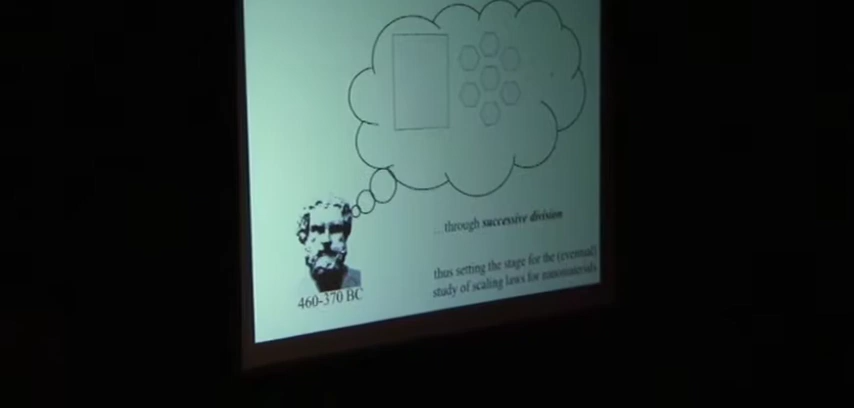 ... through successive division
thus setting the stage for the (eventual)
study of scaling laws for nanomaterials
460-370 BC